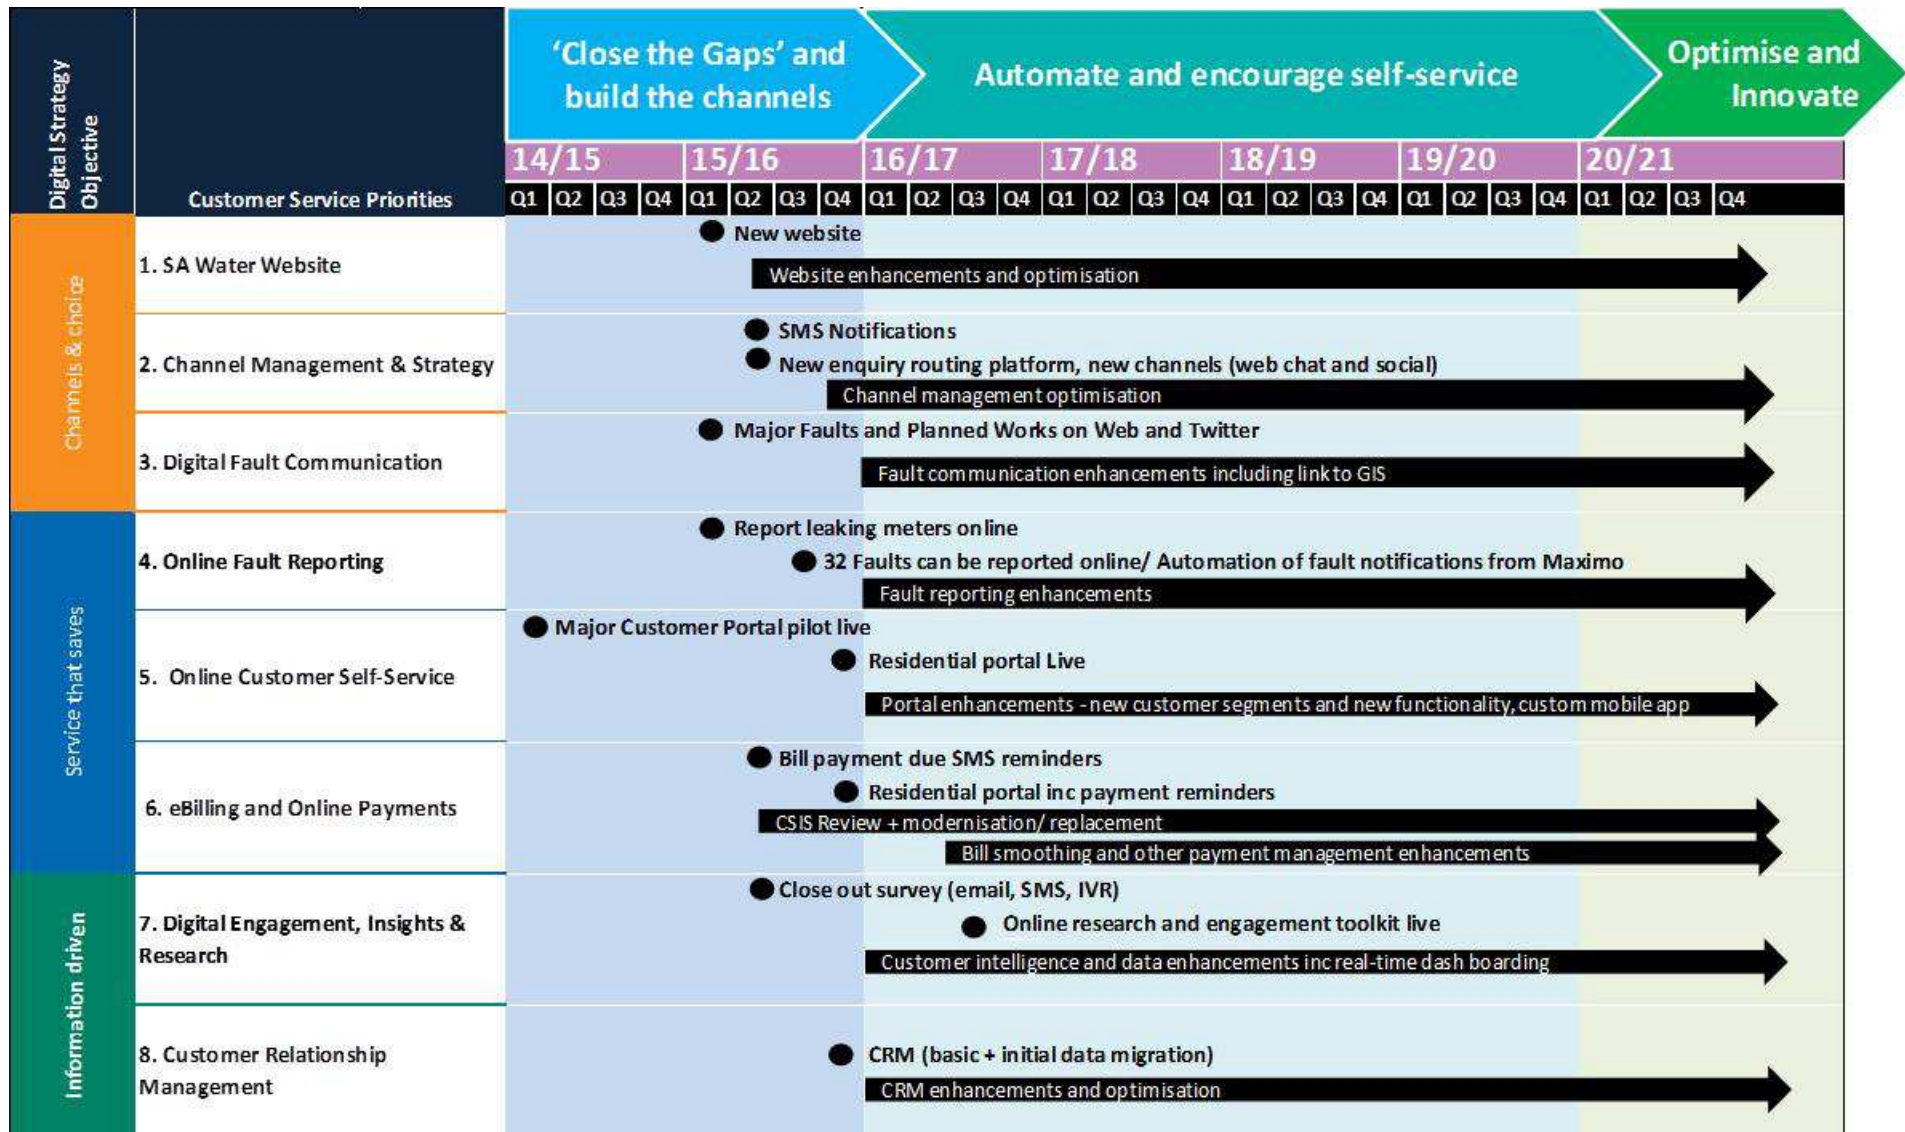 ‘Close the Gaps’ and
build the channels
Automate and encourage self-service
Optimise and
Innovate
Digital Strategy
Objective
Customer Service Priorities
14/15 15/16 16/17 17/18 18/19 19/20 20/21
Q1 Q2 Q3 Q4 Q1 Q2 Q3 Q4 Q1 Q2 Q3 Q4 Q1 Q2 Q3 Q4 Q1 Q2 Q3 Q4 Q1 Q2 Q3 Q4 Q1 Q2 Q3 Q4
Channels & choice
1. SA Water Website
New website
Website enhancements and optimisation
2. Channel Management & Strategy
SMS Notifications
New enquiry routing platform, new channels (web chat and social)
Channel management optimisation
3. Digital Fault Communication
Major Faults and Planned Works on Web and Twitter
Fault communication enhancements including link to GIS
Service that saves
4. Online Fault Reporting
Report leaking meters online
32 Faults can be reported online/ Automation of fault notifications from Maximo
Fault reporting enhancements
5. Online Customer Self-Service
Major Customer Portal pilot live
Residential portal Live
Portal enhancements - new customer segments and new functionality, custom mobile app
6. eBilling and Online Payments
Bill payment due SMS reminders
Residential portal inc payment reminders
CSIS Review + modernisation/ replacement
Bill smoothing and other payment management enhancements
Information driven
7. Digital Engagement, Insights &
Research
Close out survey (email, SMS, IVR)
Online research and engagement toolkit live
Customer intelligence and data enhancements inc real-time dash boarding
8. Customer Relationship
Management
CRM (basic + initial data migration)
CRM enhancements and optimisation